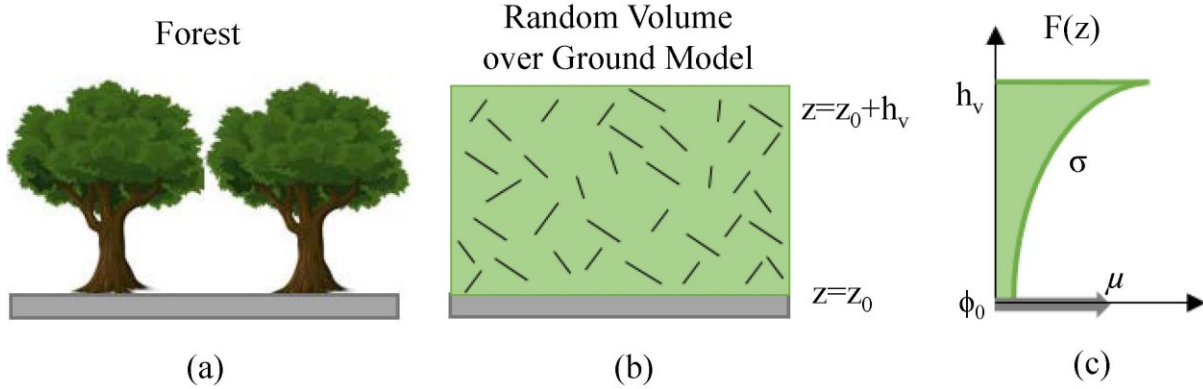 Forest
(a)
Random Volume
over Ground Model
z=z₀+hᵥ
z=z₀
(b)
F(z)
hᵥ
σ
μ
ϕ₀
(c)